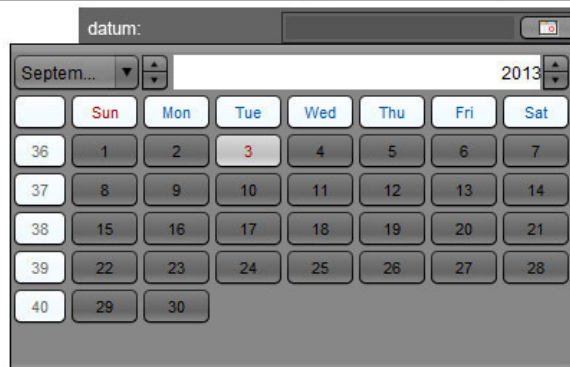 datum:
Septem... 2013
Sun Mon Tue Wed Thu Fri Sat
36 1 2 3 4 5 6 7
37 8 9 10 11 12 13 14
38 15 16 17 18 19 20 21
39 22 23 24 25 26 27 28
40 29 30